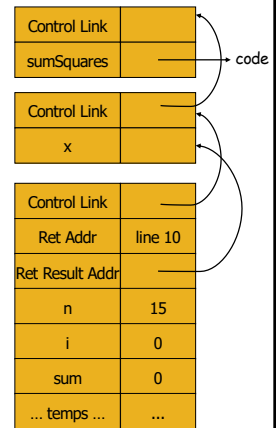 Control Link
sumSquares code
Control Link
x
Control Link
Ret Addr line 10
Ret Result Addr
n 15
i 0
sum 0
... temps ... ...